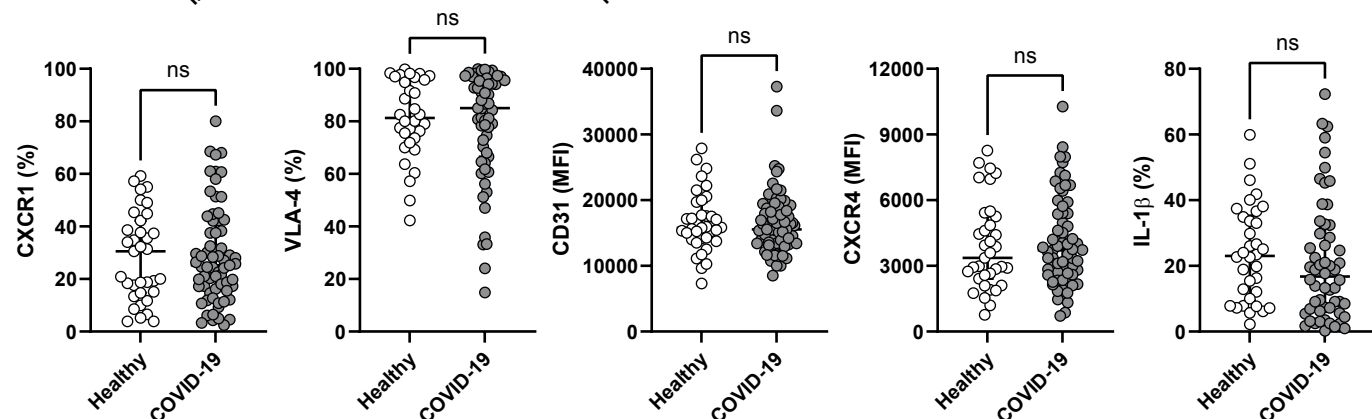 ns
CXCR1 (%)
100
80
60
40
20
0
Healthy
COVID-19
ns
VLA-4 (%)
100
80
60
40
20
0
Healthy
COVID-19
ns
CD31 (MFI)
40000
30000
20000
10000
0
Healthy
COVID-19
ns
CXCR4 (MFI)
12000
9000
6000
3000
0
Healthy
COVID-19
ns
IL-1β (%)
80
60
40
20
0
Healthy
COVID-19